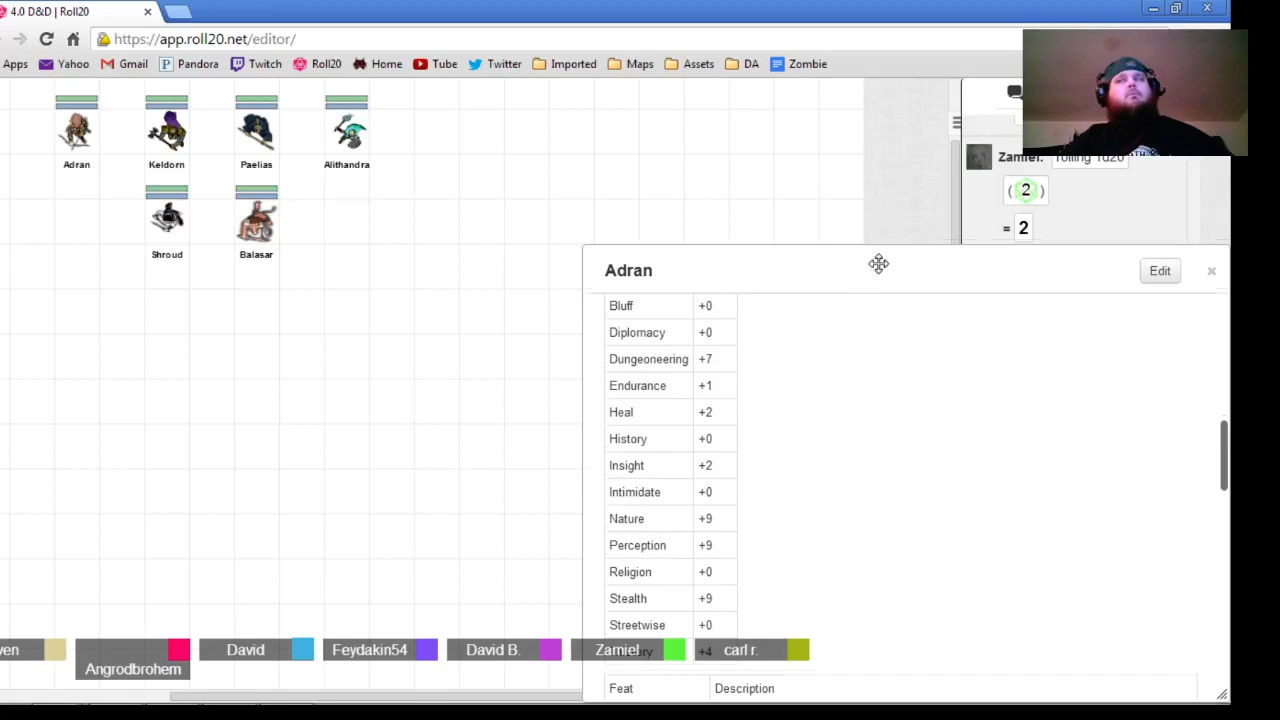 4.0 D&D | Roll20
https://app.roll20.net/editor/
Apps Yahoo Gmail Pandora Twitch Roll20 Home Tube Twitter Imported Maps Assets DA Zombie
Adran Keldorn Paelias Alithandra
Shroud Balasar
Zamiel: rolling 1d20
(2)
= 2
Adran Edit ×
Bluff +0
Diplomacy +0
Dungeoneering +7
Endurance +1
Heal +2
History +0
Insight +2
Intimidate +0
Nature +9
Perception +9
Religion +0
Stealth +9
Streetwise +0
+4
Angrodbrohem David Feydakin54 David B. Zamiel carl r.
Feat Description